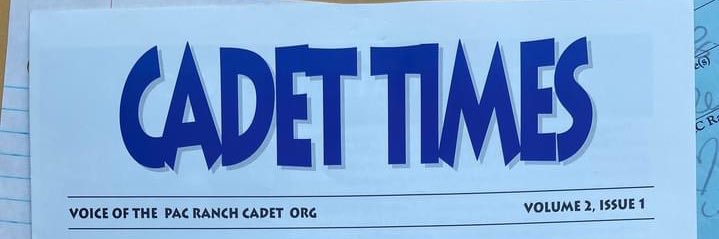 CADET TIMES
VOICE OF THE PAC RANCH CADET ORG
VOLUME 2, ISSUE 1
e(s)